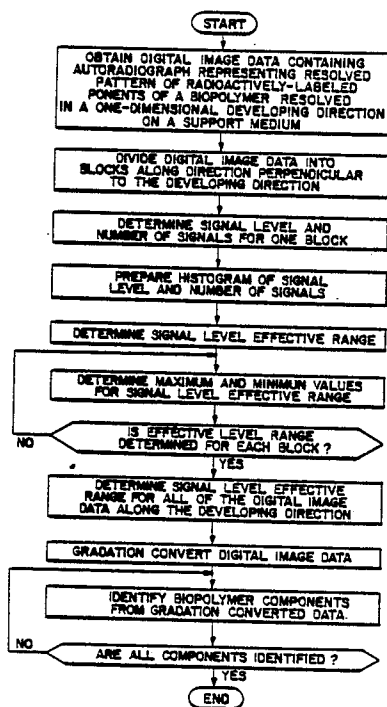 START
OBTAIN DIGITAL IMAGE DATA CONTAINING
AUTORADIOGRAPH REPRESENTING RESOLVED
PATTERN OF RADIOACTIVELY-LABELED
PONENTS OF A BIOPOLYMER RESOLVED
IN A ONE-DIMENSIONAL DEVELOPING DIRECTION
ON A SUPPORT MEDIUM
DIVIDE DIGITAL IMAGE DATA INTO
BLOCKS ALONG DIRECTION PERPENDICULAR
TO THE DEVELOPING DIRECTION
DETERMINE SIGNAL LEVEL AND
NUMBER OF SIGNALS FOR ONE BLOCK
PREPARE HISTOGRAM OF SIGNAL
LEVEL AND NUMBER OF SIGNALS
DETERMINE SIGNAL LEVEL EFFECTIVE RANGE
DETERMINE MAXIMUM AND MINIMUN VALUES
FOR SIGNAL LEVEL EFFECTIVE RANGE
IS EFFECTIVE LEVEL RANGE
DETERMINED FOR EACH BLOCK ?
NO
YES
DETERMINE SIGNAL LEVEL EFFECTIVE
RANGE FOR ALL OF THE DIGITAL IMAGE
DATA ALONG THE DEVELOPING DIRECTION
GRADATION CONVERT DIGITAL IMAGE DATA
IDENTIFY BIOPOLYMER COMPONENTS
FROM GRADATION CONVERTED DATA.
NO
ARE ALL COMPONENTS IDENTIFIED ?
YES
END